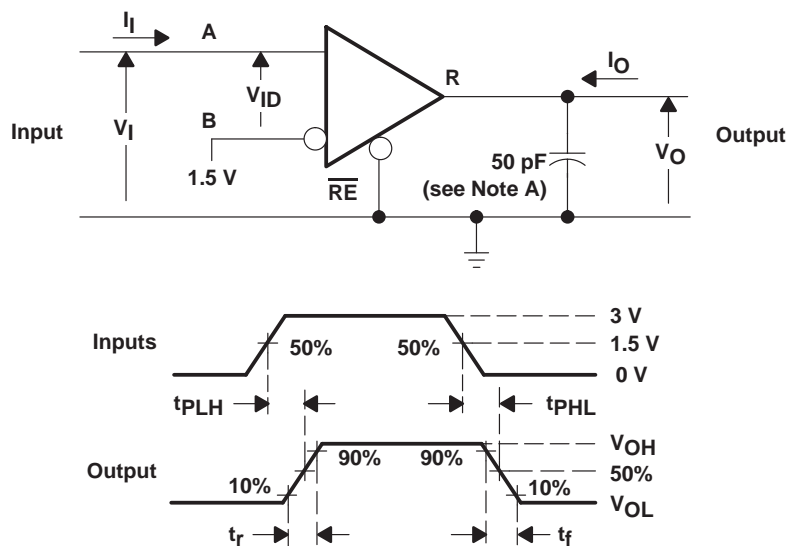 I_I A
R I_O
V_ID
Input V_I B Output
50 pF V_O
1.5 V (see Note A)
R̅E̅
3 V
Inputs 50% 50% 1.5 V
0 V
t_PLH t_PHL
V_OH
Output 90% 90% 50%
10% 10%
V_OL
t_r t_f